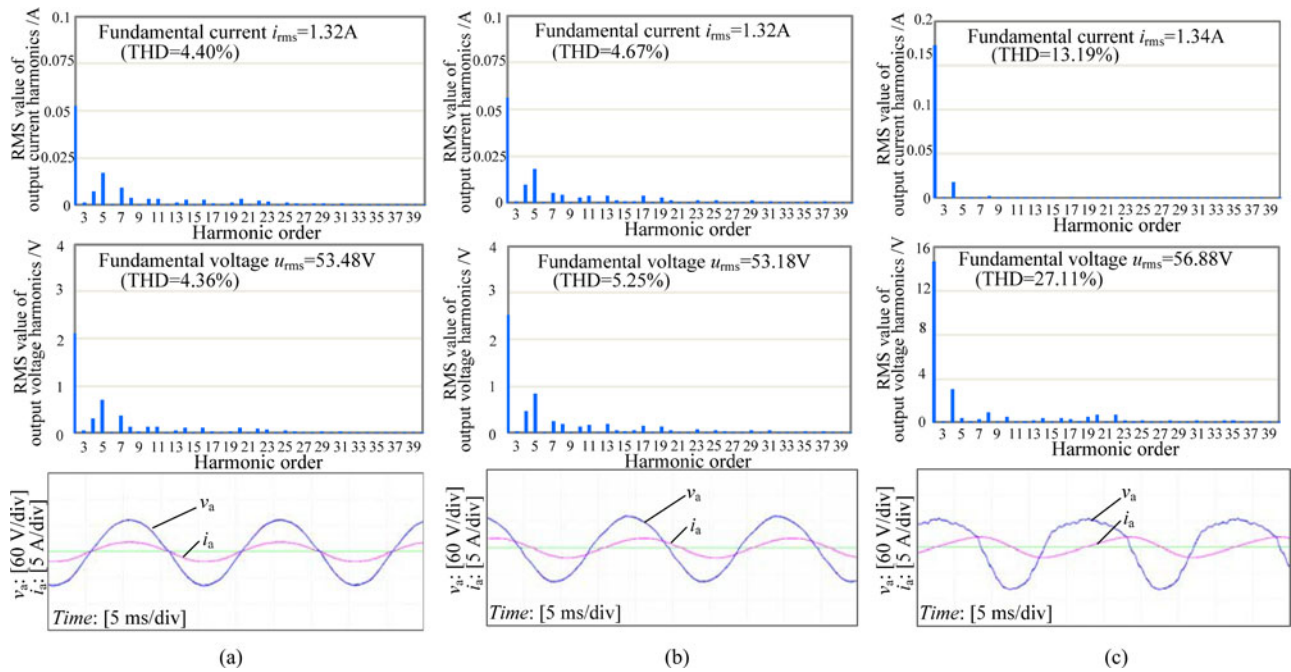 RMS value of
output current harmonics /A
0.1
0.075
0.05
0.025
0
Fundamental current irms=1.32A
(THD=4.40%)
3 5 7 9 11 13 15 17 19 21 23 25 27 29 31 33 35 37 39
Harmonic order
RMS value of
output voltage harmonics /V
4
3
2
1
0
Fundamental voltage urms=53.48V
(THD=4.36%)
3 5 7 9 11 13 15 17 19 21 23 25 27 29 31 33 35 37 39
Harmonic order
va: [60 V/div]
ia: [5 A/div]
va
ia
Time: [5 ms/div]
(a)
RMS value of
output current harmonics /A
0.1
0.075
0.05
0.025
0
Fundamental current irms=1.32A
(THD=4.67%)
3 5 7 9 11 13 15 17 19 21 23 25 27 29 31 33 35 37 39
Harmonic order
RMS value of
output voltage harmonics /V
4
3
2
1
0
Fundamental voltage urms=53.18V
(THD=5.25%)
3 5 7 9 11 13 15 17 19 21 23 25 27 29 31 33 35 37 39
Harmonic order
va: [60 V/div]
ia: [5 A/div]
va
ia
Time: [5 ms/div]
(b)
RMS value of
output current harmonics /A
0.2
0.15
0.1
0.05
0
Fundamental current irms=1.34A
(THD=13.19%)
3 5 7 9 11 13 15 17 19 21 23 25 27 29 31 33 35 37 39
Harmonic order
RMS value of
output voltage harmonics /V
16
12
8
4
0
Fundamental voltage urms=56.88V
(THD=27.11%)
3 5 7 9 11 13 15 17 19 21 23 25 27 29 31 33 35 37 39
Harmonic order
va: [60 V/div]
ia: [5 A/div]
va
ia
Time: [5 ms/div]
(c)